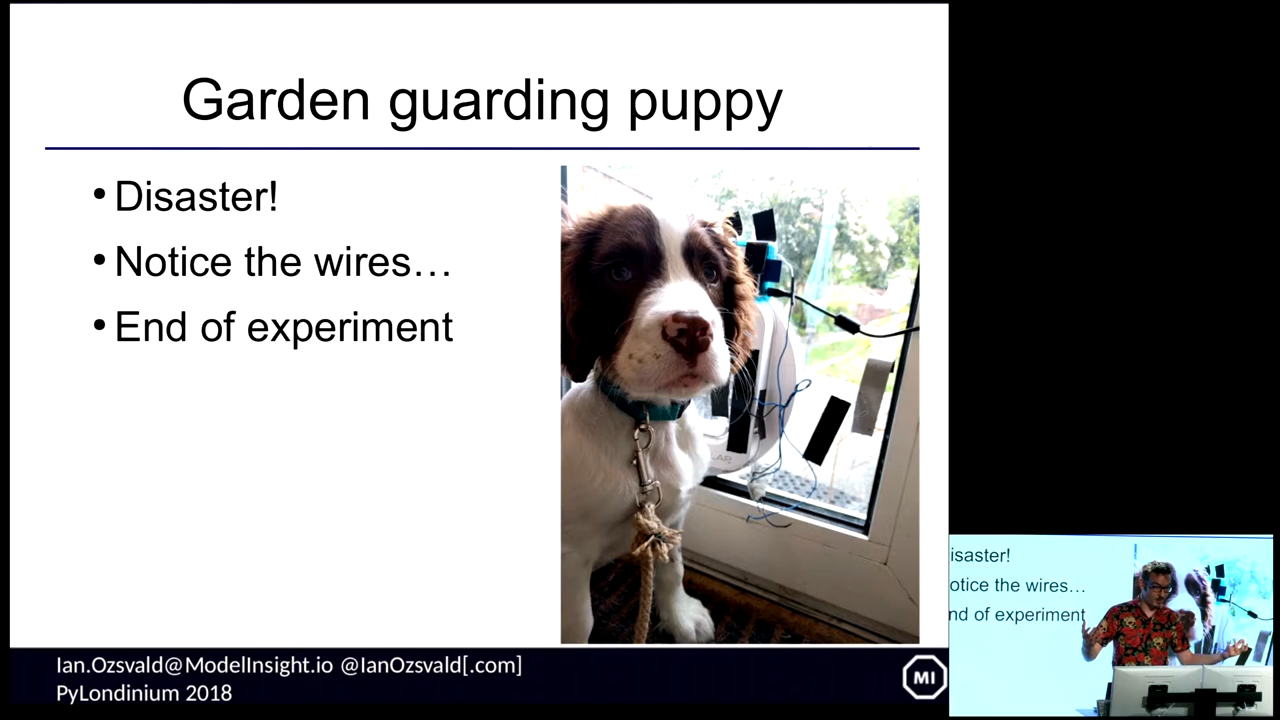 Garden guarding puppy
• Disaster!
• Notice the wires…
• End of experiment
Ian.Ozsvald@ModelInsight.io @IanOzsvald[.com]
PyLondinium 2018
MI
isaster!
otice the wires…
nd of experiment